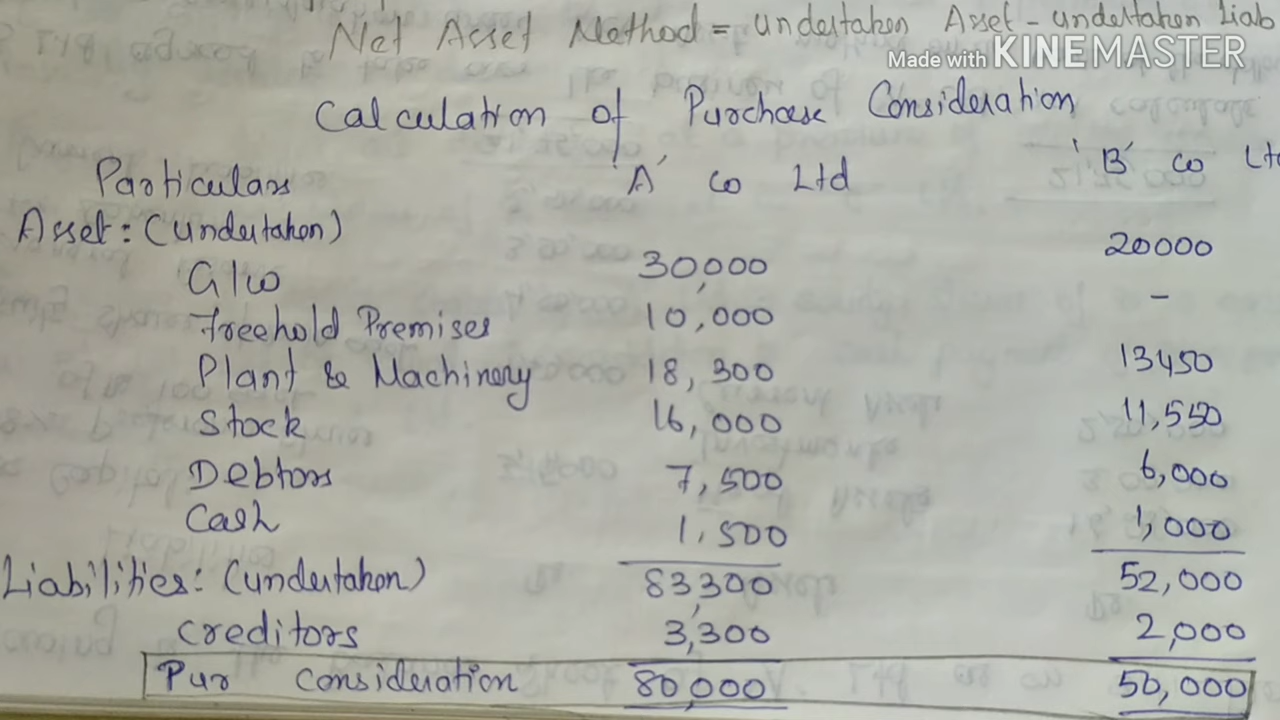 Net Asset Method = undertaken Asset - undertaken Liab
Made with KINEMASTER
Calculation of Purchase Consideration
Particulars 'A' co Ltd 'B' co Ltd
Asset: (undertaken)
G/w 30,000 20000
Freehold Premises 10,000 -
Plant & Machinery 18,300 13450
Stock 16,000 11,550
Debtors 7,500 6,000
Cash 1,500 1,000
83,300 52,000
Liabilities: (undertaken)
Creditors 3,300 2,000
Pur Consideration 80,000 50,000